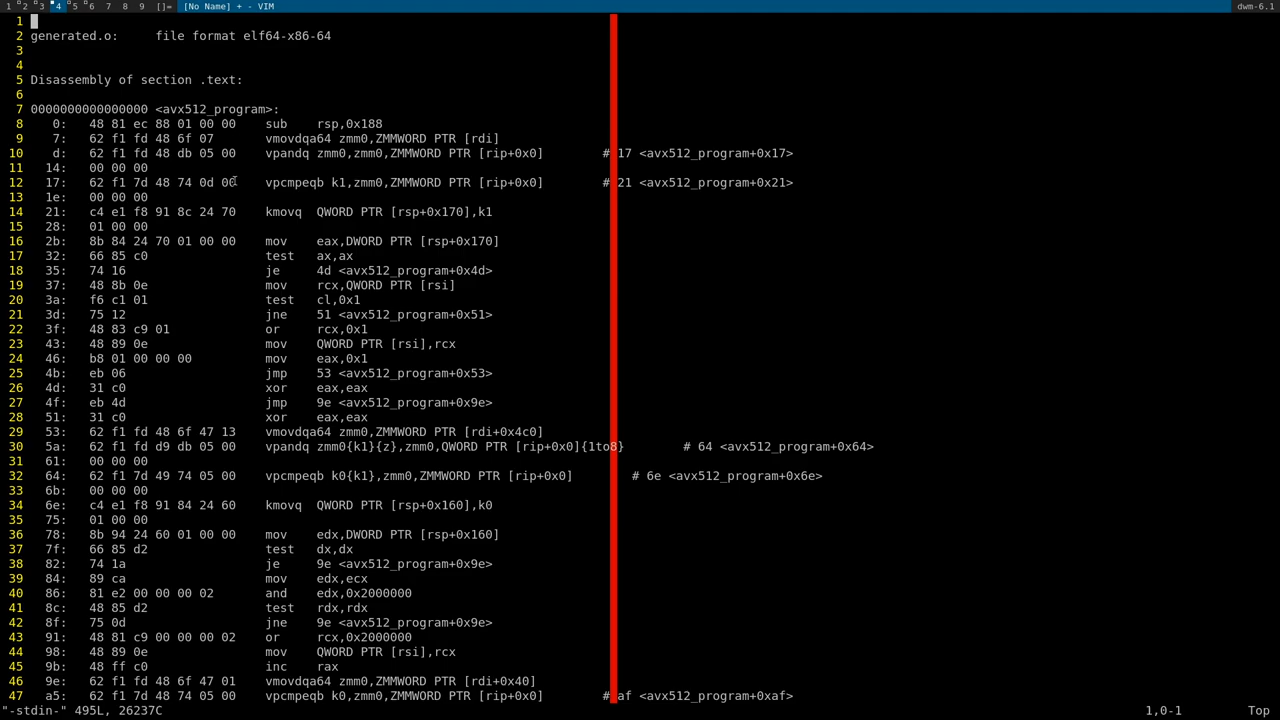 1 2 3 4 5 6 7 8 9 []= [No Name] + - VIM dwm-6.1
1
2 generated.o:     file format elf64-x86-64
3
4
5 Disassembly of section .text:
6
7 0000000000000000 <avx512_program>:
8    0:   48 81 ec 88 01 00 00    sub    rsp,0x188
9    7:   62 f1 fd 48 6f 07       vmovdqa64 zmm0,ZMMWORD PTR [rdi]
10    d:   62 f1 fd 48 db 05 00    vpandq zmm0,zmm0,ZMMWORD PTR [rip+0x0]        # 17 <avx512_program+0x17>
11   14:   00 00 00
12   17:   62 f1 7d 48 74 0d 00    vpcmpeqb k1,zmm0,ZMMWORD PTR [rip+0x0]        # 21 <avx512_program+0x21>
13   1e:   00 00 00
14   21:   c4 e1 f8 91 8c 24 70    kmovq  QWORD PTR [rsp+0x170],k1
15   28:   01 00 00
16   2b:   8b 84 24 70 01 00 00    mov    eax,DWORD PTR [rsp+0x170]
17   32:   66 85 c0                test   ax,ax
18   35:   74 16                   je     4d <avx512_program+0x4d>
19   37:   48 8b 0e                mov    rcx,QWORD PTR [rsi]
20   3a:   f6 c1 01                test   cl,0x1
21   3d:   75 12                   jne    51 <avx512_program+0x51>
22   3f:   48 83 c9 01             or     rcx,0x1
23   43:   48 89 0e                mov    QWORD PTR [rsi],rcx
24   46:   b8 01 00 00 00          mov    eax,0x1
25   4b:   eb 06                   jmp    53 <avx512_program+0x53>
26   4d:   31 c0                   xor    eax,eax
27   4f:   eb 4d                   jmp    9e <avx512_program+0x9e>
28   51:   31 c0                   xor    eax,eax
29   53:   62 f1 fd 48 6f 47 13    vmovdqa64 zmm0,ZMMWORD PTR [rdi+0x4c0]
30   5a:   62 f1 fd d9 db 05 00    vpandq zmm0{k1}{z},zmm0,QWORD PTR [rip+0x0]{1to8}        # 64 <avx512_program+0x64>
31   61:   00 00 00
32   64:   62 f1 7d 49 74 05 00    vpcmpeqb k0{k1},zmm0,ZMMWORD PTR [rip+0x0]        # 6e <avx512_program+0x6e>
33   6b:   00 00 00
34   6e:   c4 e1 f8 91 84 24 60    kmovq  QWORD PTR [rsp+0x160],k0
35   75:   01 00 00
36   78:   8b 94 24 60 01 00 00    mov    edx,DWORD PTR [rsp+0x160]
37   7f:   66 85 d2                test   dx,dx
38   82:   74 1a                   je     9e <avx512_program+0x9e>
39   84:   89 ca                   mov    edx,ecx
40   86:   81 e2 00 00 00 02       and    edx,0x2000000
41   8c:   48 85 d2                test   rdx,rdx
42   8f:   75 0d                   jne    9e <avx512_program+0x9e>
43   91:   48 81 c9 00 00 00 02    or     rcx,0x2000000
44   98:   48 89 0e                mov    QWORD PTR [rsi],rcx
45   9b:   48 ff c0                inc    rax
46   9e:   62 f1 fd 48 6f 47 01    vmovdqa64 zmm0,ZMMWORD PTR [rdi+0x40]
47   a5:   62 f1 7d 48 74 05 00    vpcmpeqb k0,zmm0,ZMMWORD PTR [rip+0x0]        # af <avx512_program+0xaf>
"-stdin-" 495L, 26237C 1,0-1 Top